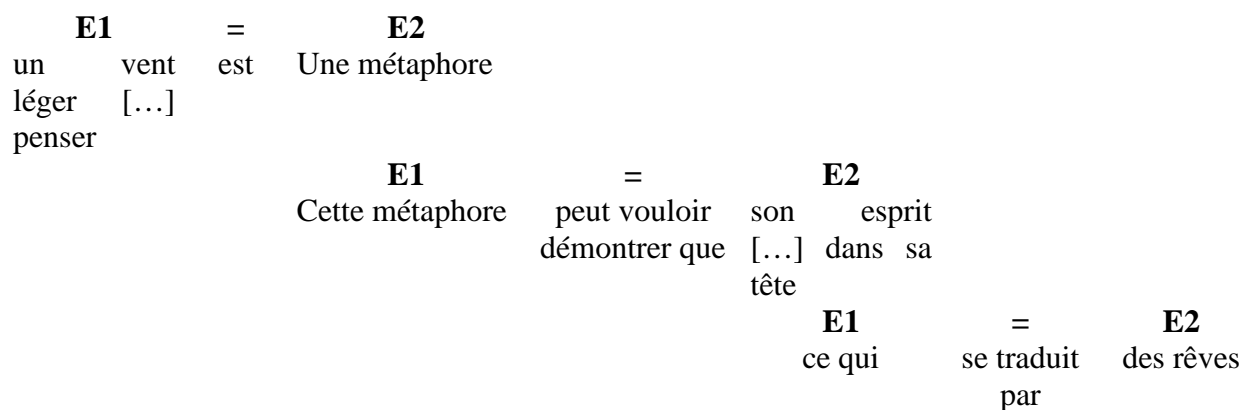 E1 = E2
un vent est Une métaphore
léger […]
penser
E1 = E2
Cette métaphore peut vouloir son esprit
démontrer que […] dans sa
tête
E1 = E2
ce qui se traduit des rêves
par